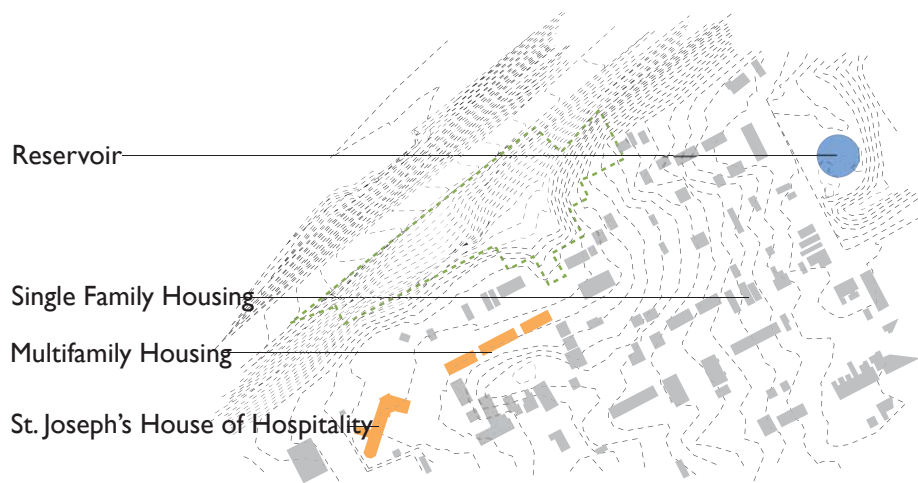 Reservoir
Single Family Housing
Multifamily Housing
St. Joseph's House of Hospitality